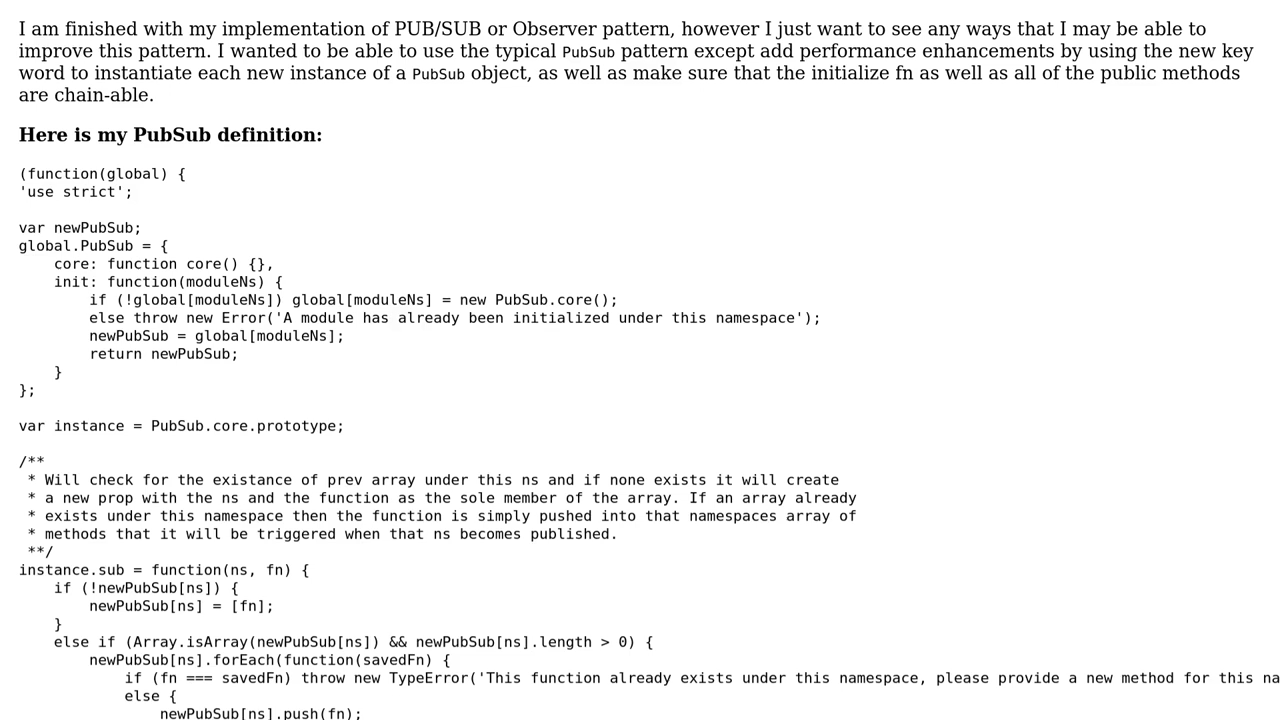 I am finished with my implementation of PUB/SUB or Observer pattern, however I just want to see any ways that I may be able to
improve this pattern. I wanted to be able to use the typical PubSub pattern except add performance enhancements by using the new key
word to instantiate each new instance of a PubSub object, as well as make sure that the initialize fn as well as all of the public methods
are chain-able.
Here is my PubSub definition:
(function(global) {
'use strict';
var newPubSub;
global.PubSub = {
    core: function core() {},
    init: function(moduleNs) {
        if (!global[moduleNs]) global[moduleNs] = new PubSub.core();
        else throw new Error('A module has already been initialized under this namespace');
        newPubSub = global[moduleNs];
        return newPubSub;
    }
};
var instance = PubSub.core.prototype;
/**
 * Will check for the existance of prev array under this ns and if none exists it will create
 * a new prop with the ns and the function as the sole member of the array. If an array already
 * exists under this namespace then the function is simply pushed into that namespaces array of
 * methods that it will be triggered when that ns becomes published.
 **/
instance.sub = function(ns, fn) {
    if (!newPubSub[ns]) {
        newPubSub[ns] = [fn];
    }
    else if (Array.isArray(newPubSub[ns]) && newPubSub[ns].length > 0) {
        newPubSub[ns].forEach(function(savedFn) {
            if (fn === savedFn) throw new TypeError('This function already exists under this namespace, please provide a new method for this na
            else {
                newPubSub[ns].push(fn);